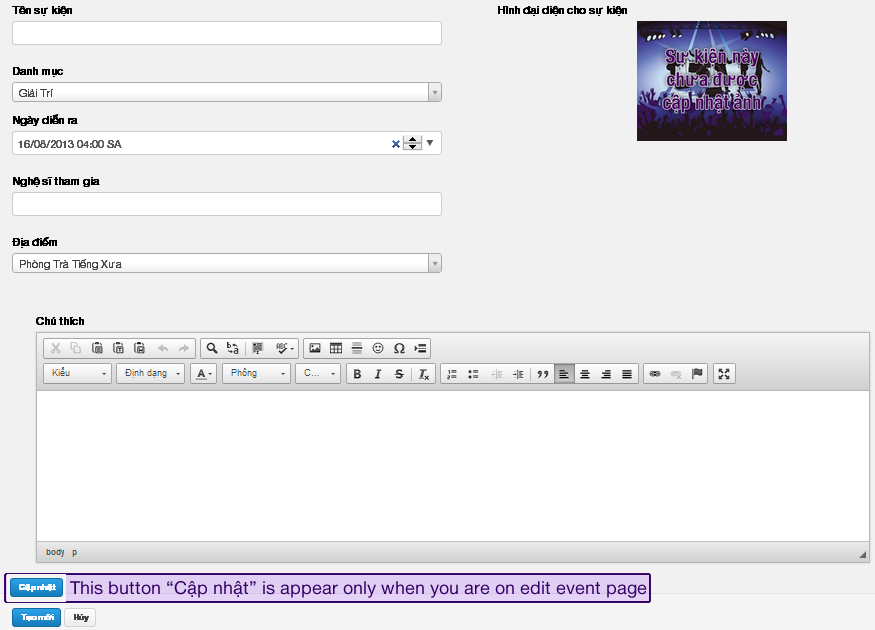 Tên sự kiện
Hình đại diện cho sự kiện
Sự kiện này
chưa được
cập nhật ảnh
Danh mục
Giải Trí
Ngày diễn ra
16/08/2013 04:00 SA
Nghệ sĩ tham gia
Địa điểm
Phòng Trà Tiếng Xưa
Chú thích
Kiểu
Định dạng
A
Phông
C...
B I S Tx
body p
Cập nhật
This button “Cập nhật” is appear only when you are on edit event page
Tạo mới
Hủy